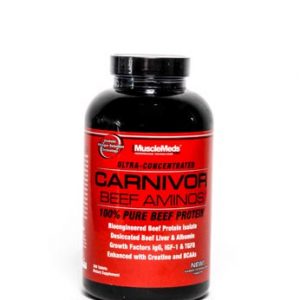 MuscleMeds
ULTRA-CONCENTRATED
CARNIVOR
BEEF AMINOS
100% PURE BEEF PROTEIN
Bioengineered Beef Protein Isolate
Desiccated Beef Liver & Albumin
Growth Factors IgG, IGF-1 & TGFB
Enhanced with Creatine and BCAAs
NEW!